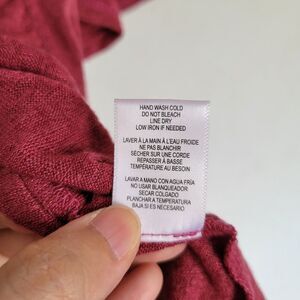 HAND WASH COLD
DO NOT BLEACH
LINE DRY
LOW IRON IF NEEDED
LAVER À LA MAIN À L'EAU FROIDE
NE PAS BLANCHIR
SÉCHER SUR UNE CORDE
REPASSER À BASSE
TEMPÉRATURE AU BESOIN
LAVAR A MANO CON AGUA FRÍA
NO USAR BLANQUEADOR
SECAR COLGADO
PLANCHAR A TEMPERATURA
BAJA SI ES NECESARIO